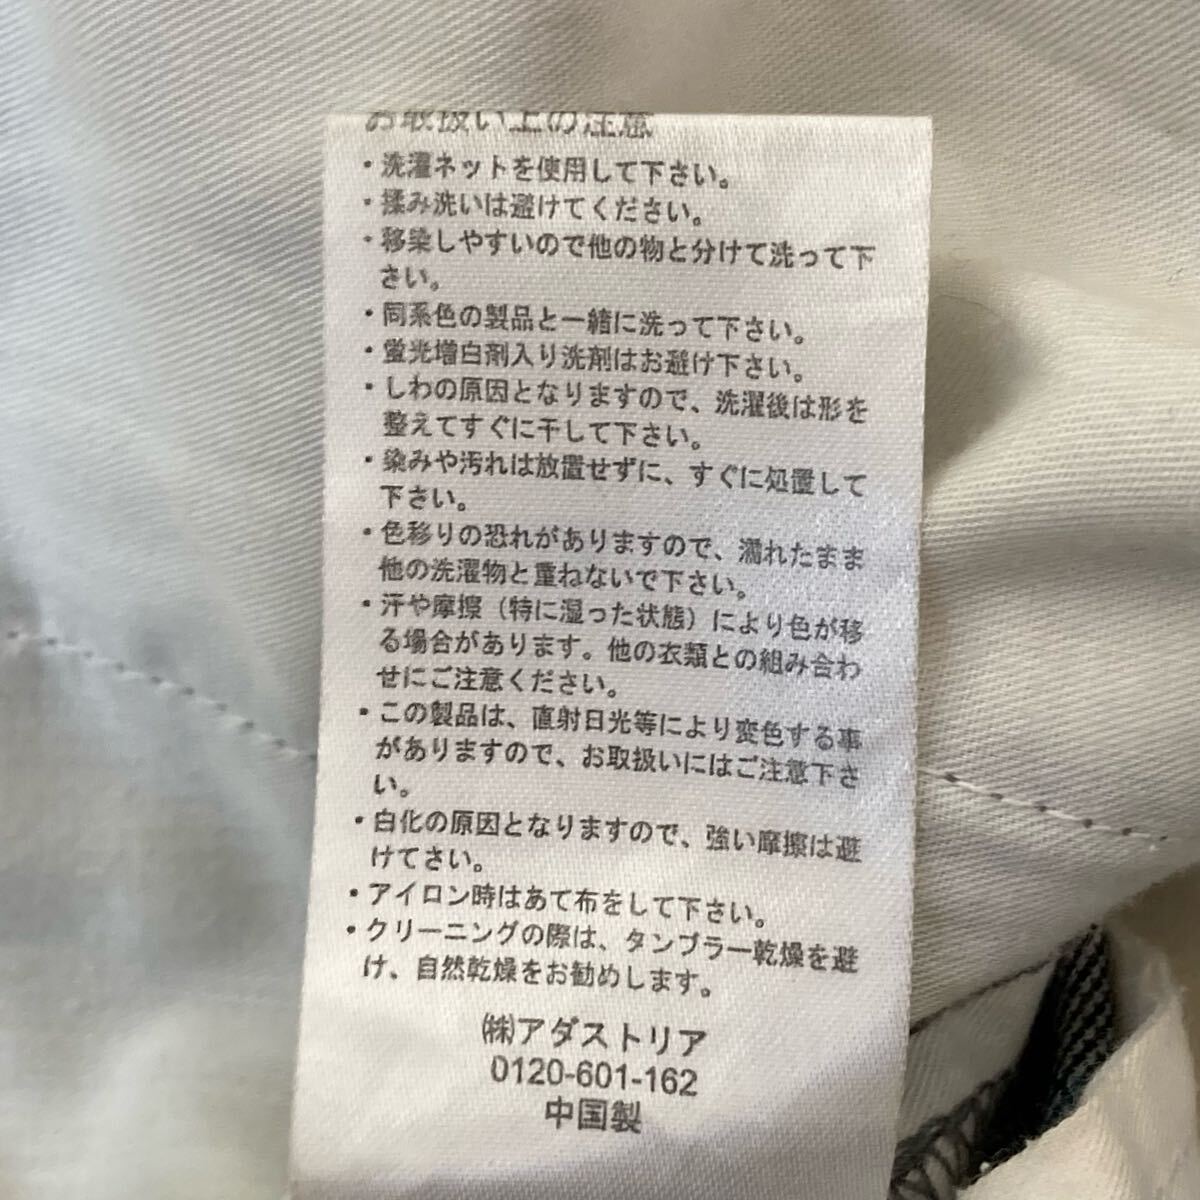 お取扱い上の注意
・洗濯ネットを使用して下さい。
・揉み洗いは避けてください。
・移染しやすいので他の物と分けて洗って下
さい。
・同系色の製品と一緒に洗って下さい。
・蛍光増白剤入り洗剤はお避け下さい。
・しわの原因となりますので、洗濯後は形を
整えてすぐに干して下さい。
・染みや汚れは放置せずに、すぐに処置して
下さい。
・色移りの恐れがありますので、濡れたまま
他の洗濯物と重ねないで下さい。
・汗や摩擦（特に湿った状態）により色が移
る場合があります。他の衣類との組み合わ
せにご注意ください。
・この製品は、直射日光等により変色する事
がありますので、お取扱いにはご注意下さ
い。
・白化の原因となりますので、強い摩擦は避
けてさい。
・アイロン時はあて布をして下さい。
・クリーニングの際は、タンブラー乾燥を避
け、自然乾燥をお勧めします。
㈱アダストリア
0120-601-162
中国製